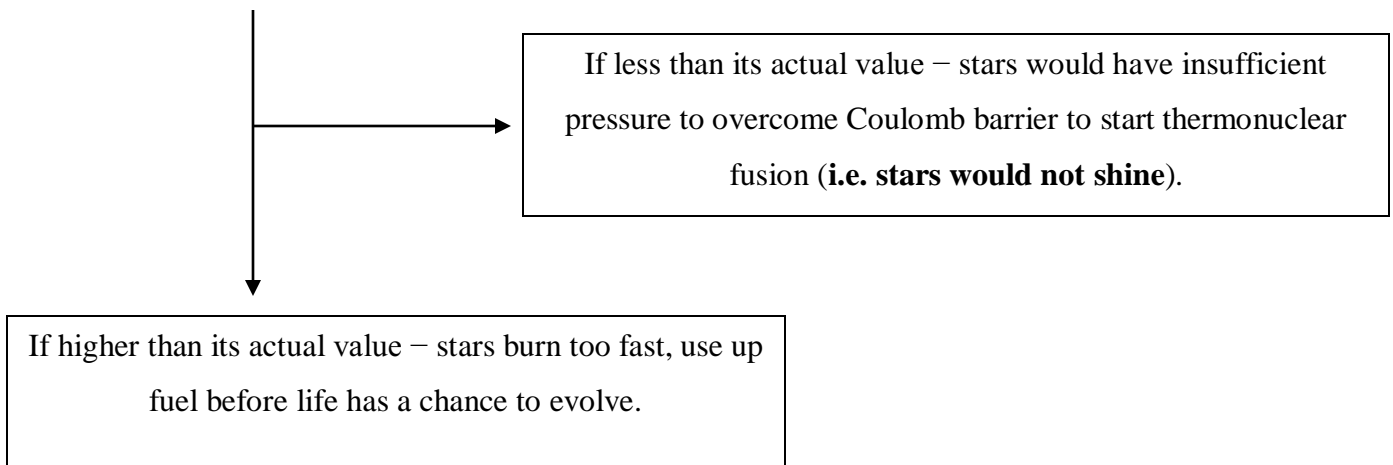 If less than its actual value − stars would have insufficient
pressure to overcome Coulomb barrier to start thermonuclear
fusion (i.e. stars would not shine).
If higher than its actual value − stars burn too fast, use up
fuel before life has a chance to evolve.